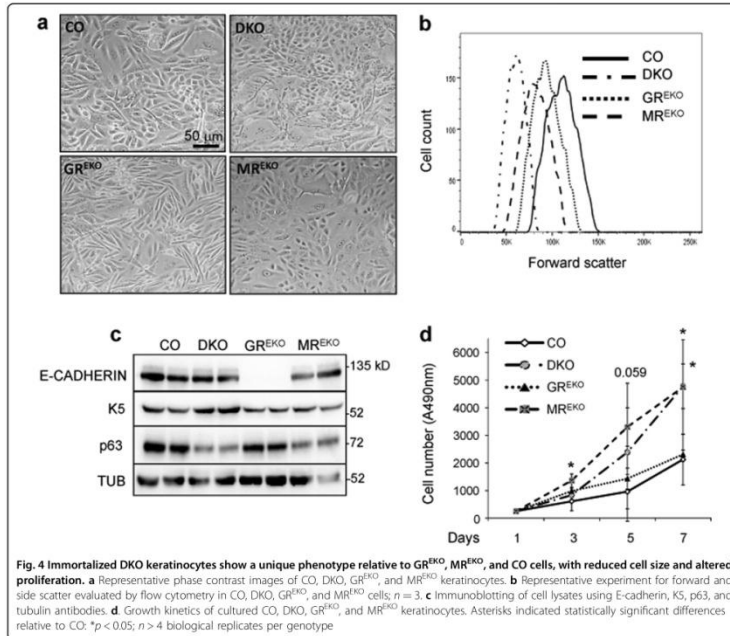 a
CO
DKO
50 µm
GR^EKO
MR^EKO
b
CO
DKO
GR^EKO
MR^EKO
Cell count
150
100
50
0
0
50K
100K
150K
200K
250K
Forward scatter
c
CO DKO GR^EKO MR^EKO
E-CADHERIN
135 kD
K5
52
p63
72
TUB
52
d
CO
DKO
GR^EKO
MR^EKO
Cell number (A490nm)
6000
5000
4000
3000
2000
1000
0
0.059
*
*
*
Days 1 3 5 7
Fig. 4 Immortalized DKO keratinocytes show a unique phenotype relative to GR^EKO, MR^EKO, and CO cells, with reduced cell size and altered
proliferation. a Representative phase contrast images of CO, DKO, GR^EKO, and MR^EKO keratinocytes. b Representative experiment for forward and
side scatter evaluated by flow cytometry in CO, DKO, GR^EKO, and MR^EKO cells; n = 3. c Immunoblotting of cell lysates using E-cadherin, K5, p63, and
tubulin antibodies. d. Growth kinetics of cultured CO, DKO, GR^EKO, and MR^EKO keratinocytes. Asterisks indicated statistically significant differences
relative to CO: *p < 0.05; n > 4 biological replicates per genotype